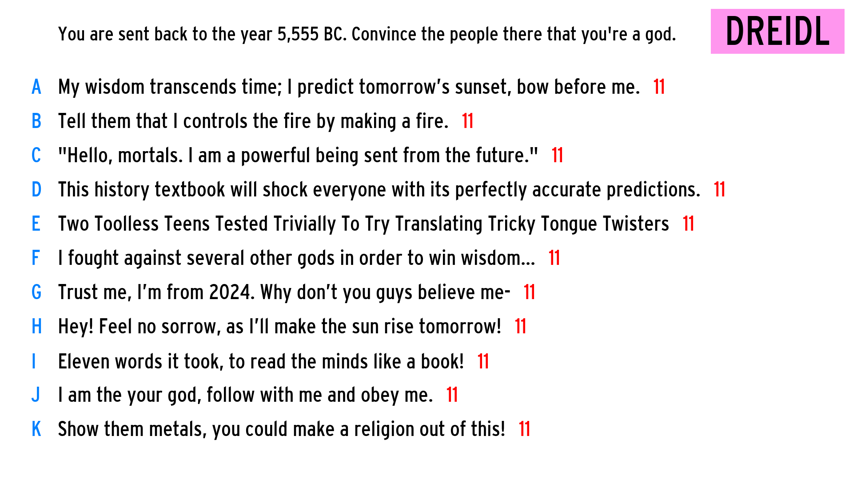 You are sent back to the year 5,555 BC. Convince the people there that you're a god.
DREIDL
A My wisdom transcends time; I predict tomorrow’s sunset, bow before me. 11
B Tell them that I controls the fire by making a fire. 11
C "Hello, mortals. I am a powerful being sent from the future." 11
D This history textbook will shock everyone with its perfectly accurate predictions. 11
E Two Toolless Teens Tested Trivially To Try Translating Tricky Tongue Twisters 11
F I fought against several other gods in order to win wisdom... 11
G Trust me, I’m from 2024. Why don’t you guys believe me- 11
H Hey! Feel no sorrow, as I’ll make the sun rise tomorrow! 11
I Eleven words it took, to read the minds like a book! 11
J I am the your god, follow with me and obey me. 11
K Show them metals, you could make a religion out of this! 11